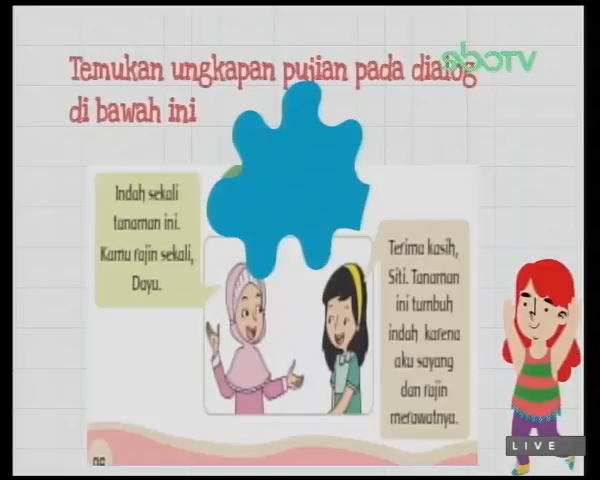 Temukan ungkapan pujian pada dialog
di bawah ini
Indah sekali
tanaman ini.
Kamu rajin sekali,
Dayu.
Terima kasih,
Siti. Tanaman
ini tumbuh
indah karena
aku sayang
dan rajin
merawatnya.
LIVE